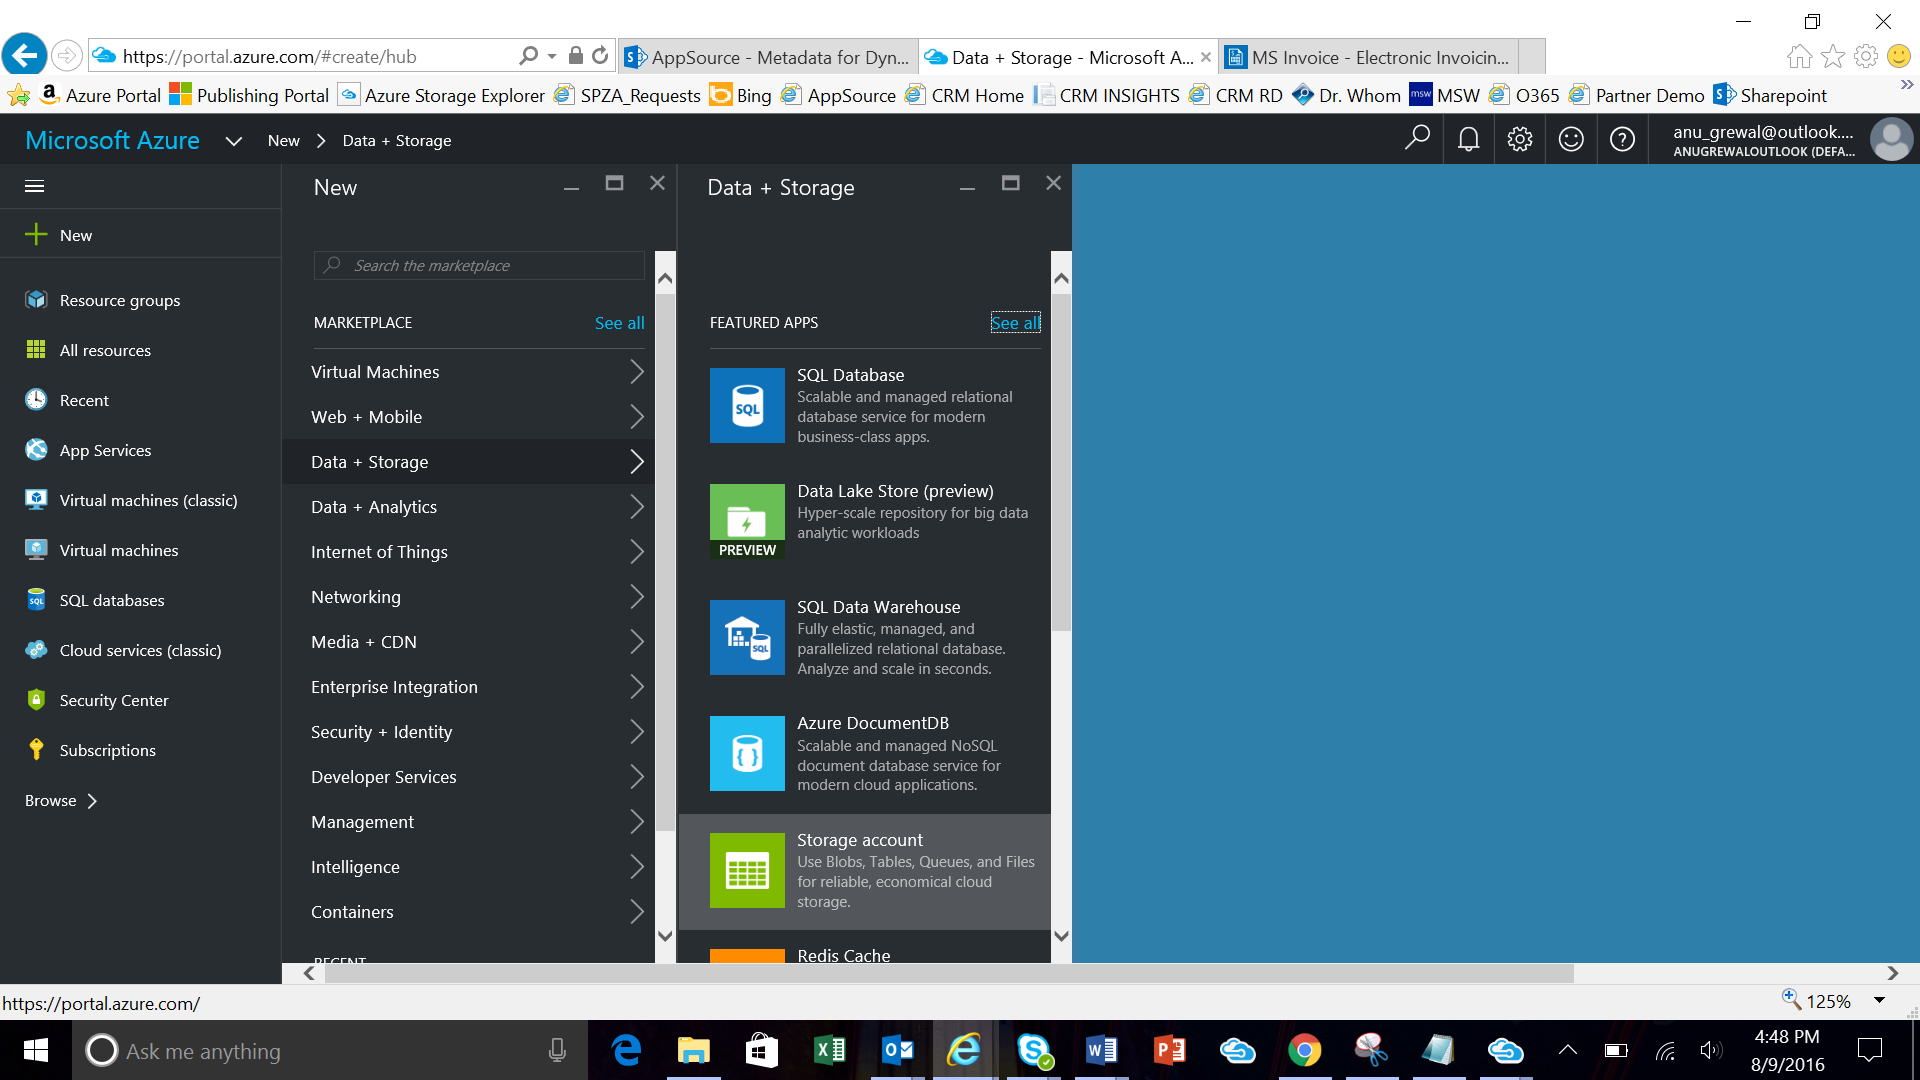 https://portal.azure.com/#create/hub
AppSource - Metadata for Dyn...
Data + Storage - Microsoft A...
MS Invoice - Electronic Invoicin...
Azure Portal
Publishing Portal
Azure Storage Explorer
SPZA_Requests
Bing
AppSource
CRM Home
CRM INSIGHTS
CRM RD
Dr. Whom
msw
MSW
O365
Partner Demo
Sharepoint
Microsoft Azure
New
Data + Storage
anu_grewal@outlook....
ANUGREWALOUTLOOK (DEFA...
New
Resource groups
All resources
Recent
App Services
Virtual machines (classic)
Virtual machines
SQL
SQL databases
Cloud services (classic)
Security Center
Subscriptions
Browse
New
Search the marketplace
MARKETPLACE
See all
Virtual Machines
Web + Mobile
Data + Storage
Data + Analytics
Internet of Things
Networking
Media + CDN
Enterprise Integration
Security + Identity
Developer Services
Management
Intelligence
Containers
RECENT
Data + Storage
FEATURED APPS
See all
SQL
SQL Database
Scalable and managed relational
database service for modern
business-class apps.
PREVIEW
Data Lake Store (preview)
Hyper-scale repository for big data
analytic workloads
SQL
SQL Data Warehouse
Fully elastic, managed, and
parallelized relational database.
Analyze and scale in seconds.
Azure DocumentDB
Scalable and managed NoSQL
document database service for
modern cloud applications.
Storage account
Use Blobs, Tables, Queues, and Files
for reliable, economical cloud
storage.
Redis Cache
https://portal.azure.com/
125%
Ask me anything
4:48 PM
8/9/2016